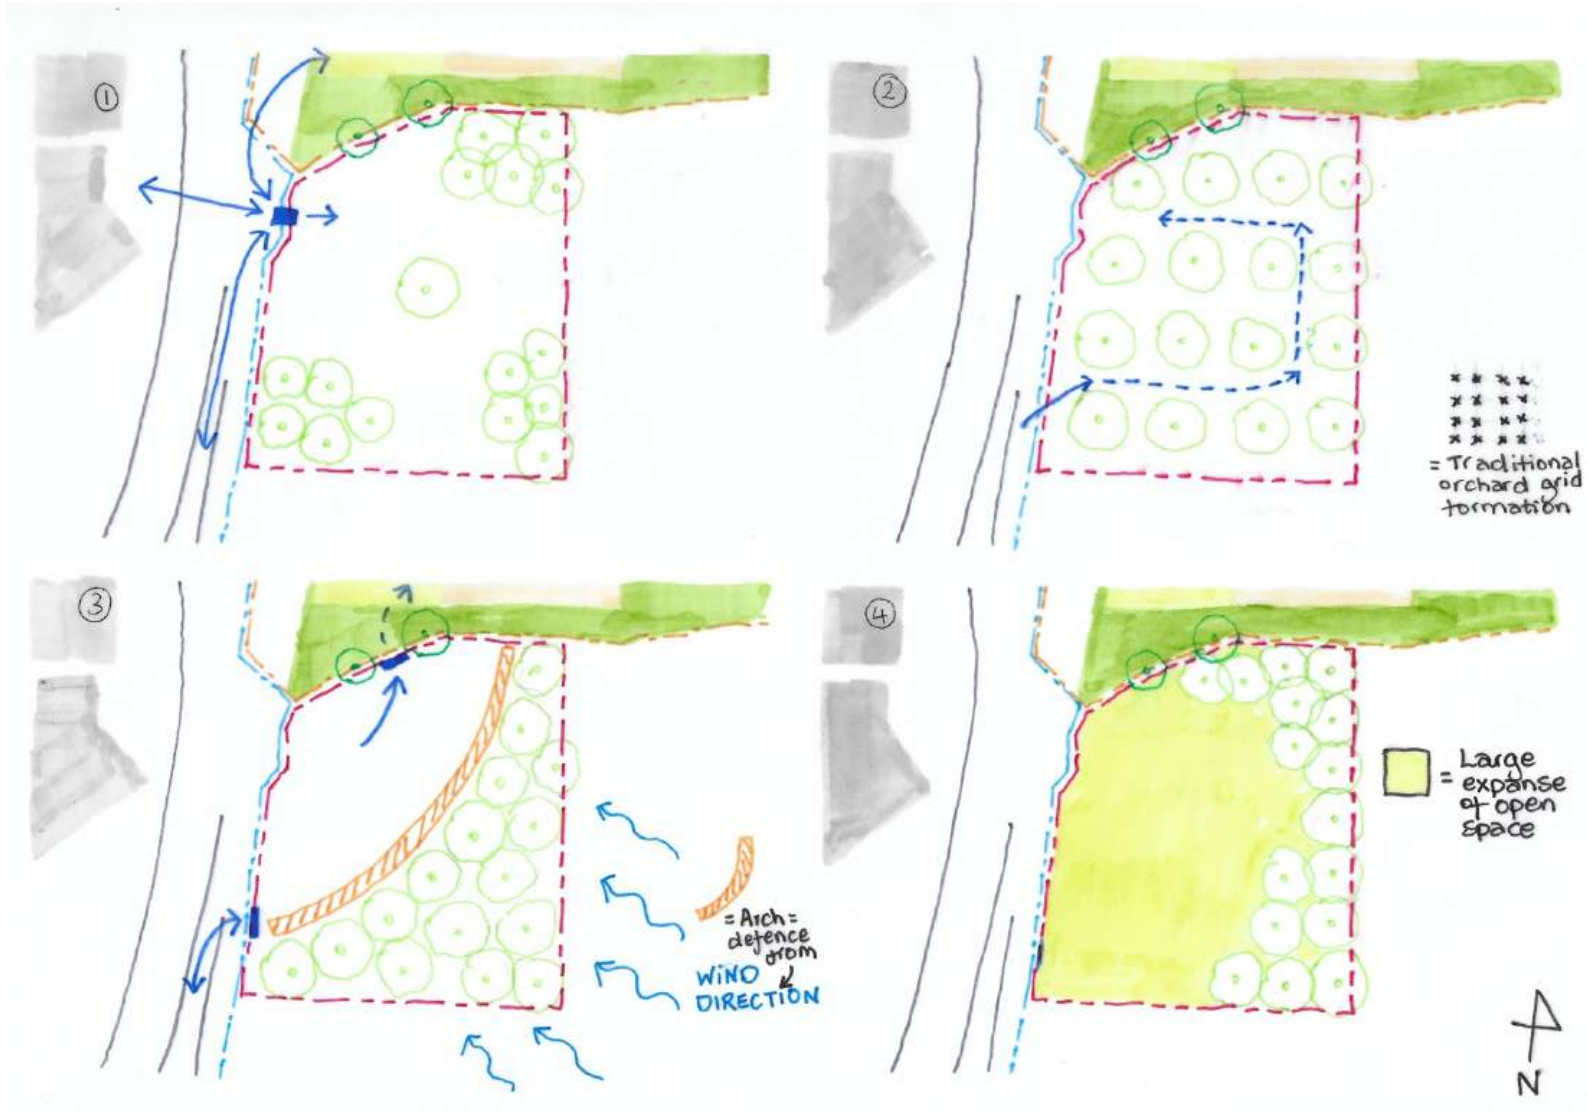 1
2
= Traditional
orchard grid
formation
3
= Arch =
defence
from
WIND
DIRECTION
4
= Large
expanse
of open
space
N